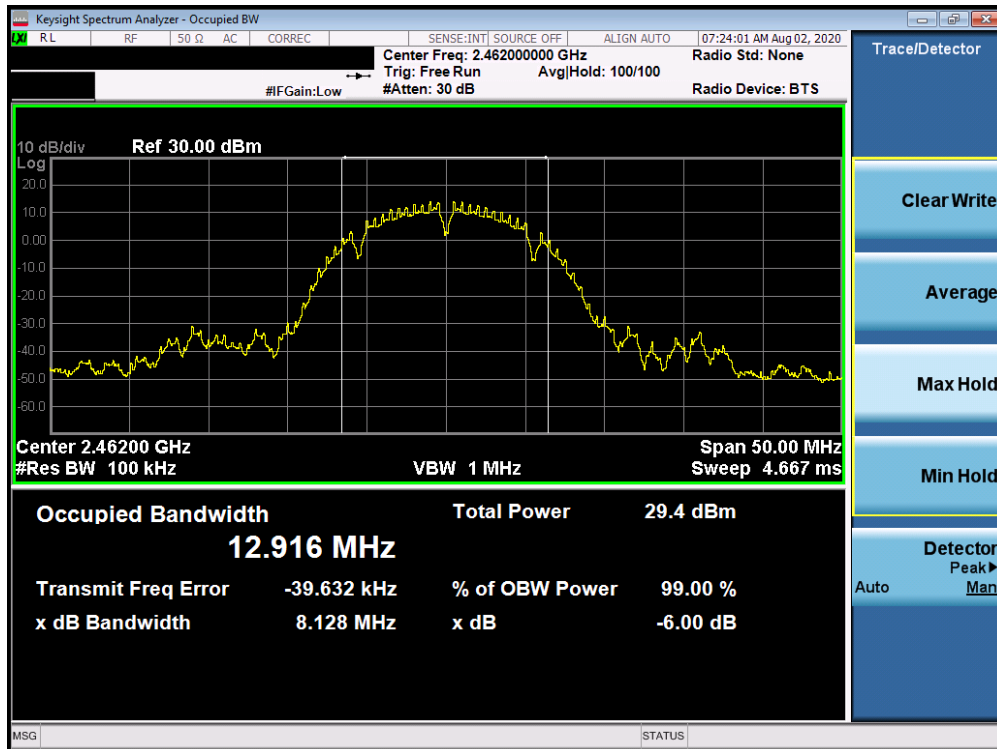 Keysight Spectrum Analyzer - Occupied BW
LXI RL RF 50 Ω AC CORREC SENSE:INT SOURCE OFF ALIGN AUTO 07:24:01 AM Aug 02, 2020
Center Freq: 2.462000000 GHz Radio Std: None
Trig: Free Run Avg|Hold: 100/100
#IFGain:Low #Atten: 30 dB Radio Device: BTS
Trace/Detector
10 dB/div Ref 30.00 dBm
Log
20.0
10.0
0.00
-10.0
-20.0
-30.0
-40.0
-50.0
-60.0
Center 2.46200 GHz Span 50.00 MHz
#Res BW 100 kHz VBW 1 MHz Sweep 4.667 ms
Occupied Bandwidth Total Power 29.4 dBm
12.916 MHz
Transmit Freq Error -39.632 kHz % of OBW Power 99.00 %
x dB Bandwidth 8.128 MHz x dB -6.00 dB
Clear Write
Average
Max Hold
Min Hold
Detector
Peak▶
Auto Man
MSG STATUS